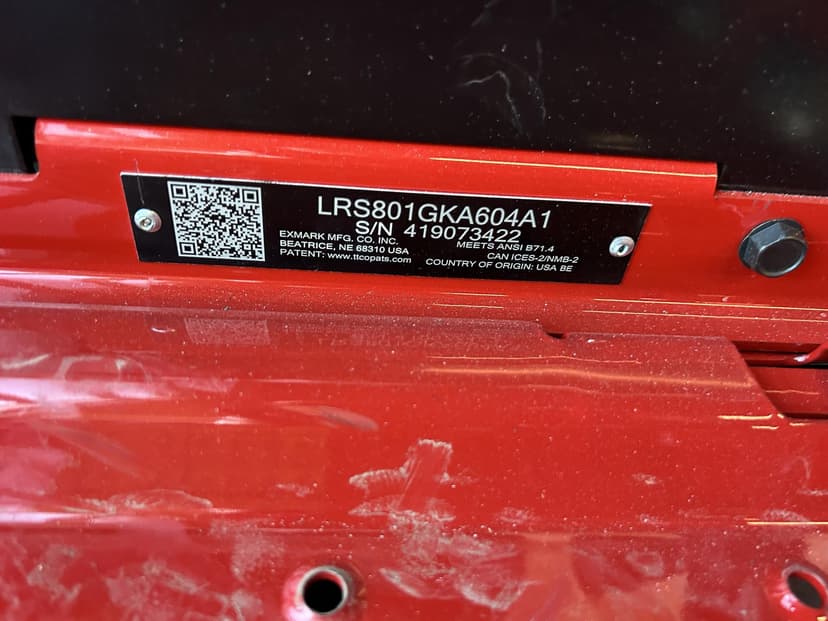 LRS801GKA604A1
S/N 419073422
EXMARK MFG. CO. INC.
BEATRICE, NE 68310 USA
PATENT: www.ttcopats.com
MEETS ANSI B71.4
CAN ICES-2/NMB-2
COUNTRY OF ORIGIN: USA BE